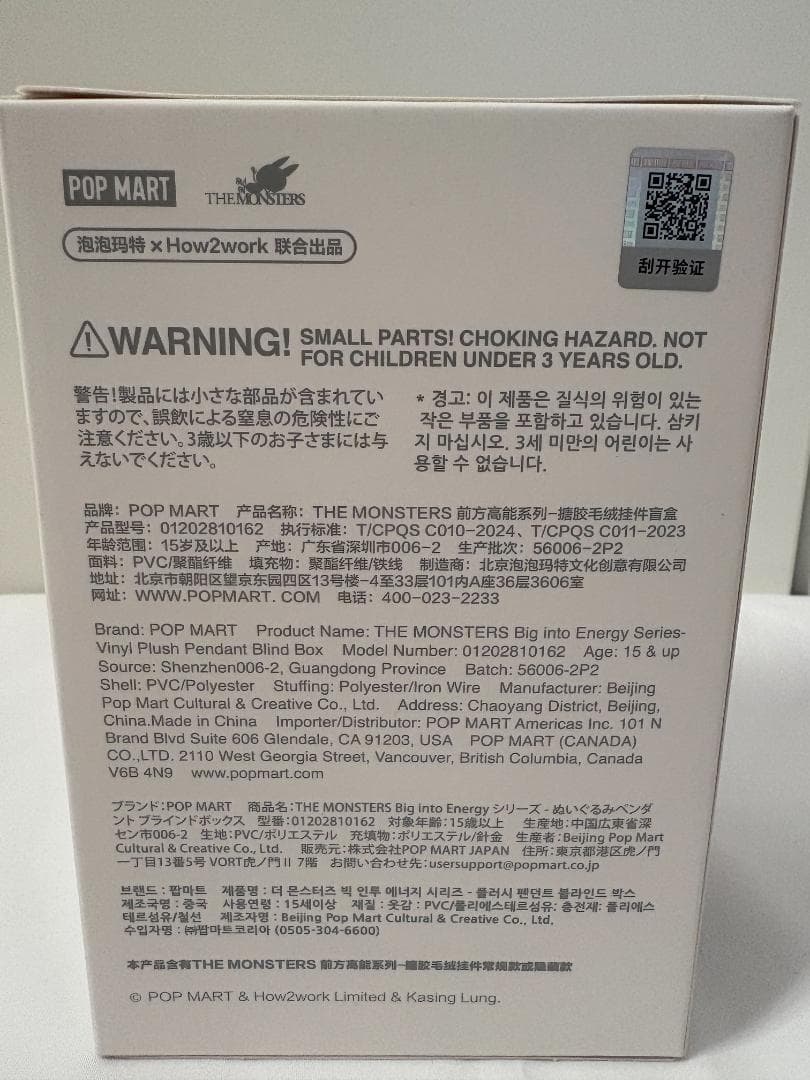 POP MART
THE MONSTERS
泡泡玛特×How2work 联合出品
刮开验证
WARNING! SMALL PARTS! CHOKING HAZARD. NOT
FOR CHILDREN UNDER 3 YEARS OLD.
警告!製品には小さな部品が含まれてい
ますので、誤飲による窒息の危険性にご
注意ください。3歳以下のお子さまには与
えないでください。
* 경고: 이 제품은 질식의 위험이 있는
작은 부품을 포함하고 있습니다. 삼키
지 마십시오. 3세 미만의 어린이는 사
용할 수 없습니다.
品牌: POP MART 产品名称: THE MONSTERS 前方高能系列-搪胶毛绒挂件盲盒
产品型号: 01202810162 执行标准: T/CPQS C010-2024、T/CPQS C011-2023
年龄范围: 15岁及以上 产地: 广东省深圳市006-2 生产批次: 56006-2P2
面料: PVC/聚酯纤维 填充物: 聚酯纤维/铁线 制造商: 北京泡泡玛特文化创意有限公司
地址: 北京市朝阳区望京东园四区13号楼-4至33层101内A座36层3606室
网址: WWW.POPMART. COM 电话: 400-023-2233
Brand: POP MART Product Name: THE MONSTERS Big into Energy Series-
Vinyl Plush Pendant Blind Box Model Number: 01202810162 Age: 15 & up
Source: Shenzhen006-2, Guangdong Province Batch: 56006-2P2
Shell: PVC/Polyester Stuffing: Polyester/Iron Wire Manufacturer: Beijing
Pop Mart Cultural & Creative Co., Ltd. Address: Chaoyang District, Beijing,
China.Made in China Importer/Distributor: POP MART Americas Inc. 101 N
Brand Blvd Suite 606 Glendale, CA 91203, USA POP MART (CANADA)
CO.,LTD. 2110 West Georgia Street, Vancouver, British Columbia, Canada
V6B 4N9 www.popmart.com
ブランド:POP MART 商品名:THE MONSTERS Big into Energy シリーズ - ぬいぐるみペンダ
ント ブラインドボックス 型番:01202810162 対象年齢:15歳以上 生産地:中国広東省深
セン市006-2 生地:PVC/ポリエステル 充填物:ポリエステル/針金 生産者:Beijing Pop Mart
Cultural & Creative Co., Ltd. 販売元:株式会社POP MART JAPAN 住所:東京都港区虎ノ門
一丁目13番5号 VORT虎ノ門Ⅱ 7階 お問い合わせ先:usersupport@popmart.co.jp
브랜드 : 팝마트 제품명 : 더 몬스터즈 빅 인투 에너지 시리즈 - 플러시 펜던트 블라인드 박스
제조국명 : 중국 사용연령 : 15세이상 재질 : 옷감 : PVC/폴리에스테르섬유: 충전재: 폴리에스
테르섬유/철선 제조자명 : Beijing Pop Mart Cultural & Creative Co., Ltd.
수입자명 : ㈜팝마트코리아 (0505-304-6600)
本产品含有THE MONSTERS 前方高能系列-搪胶毛绒挂件常规款或隐藏款
© POP MART & How2work Limited & Kasing Lung.